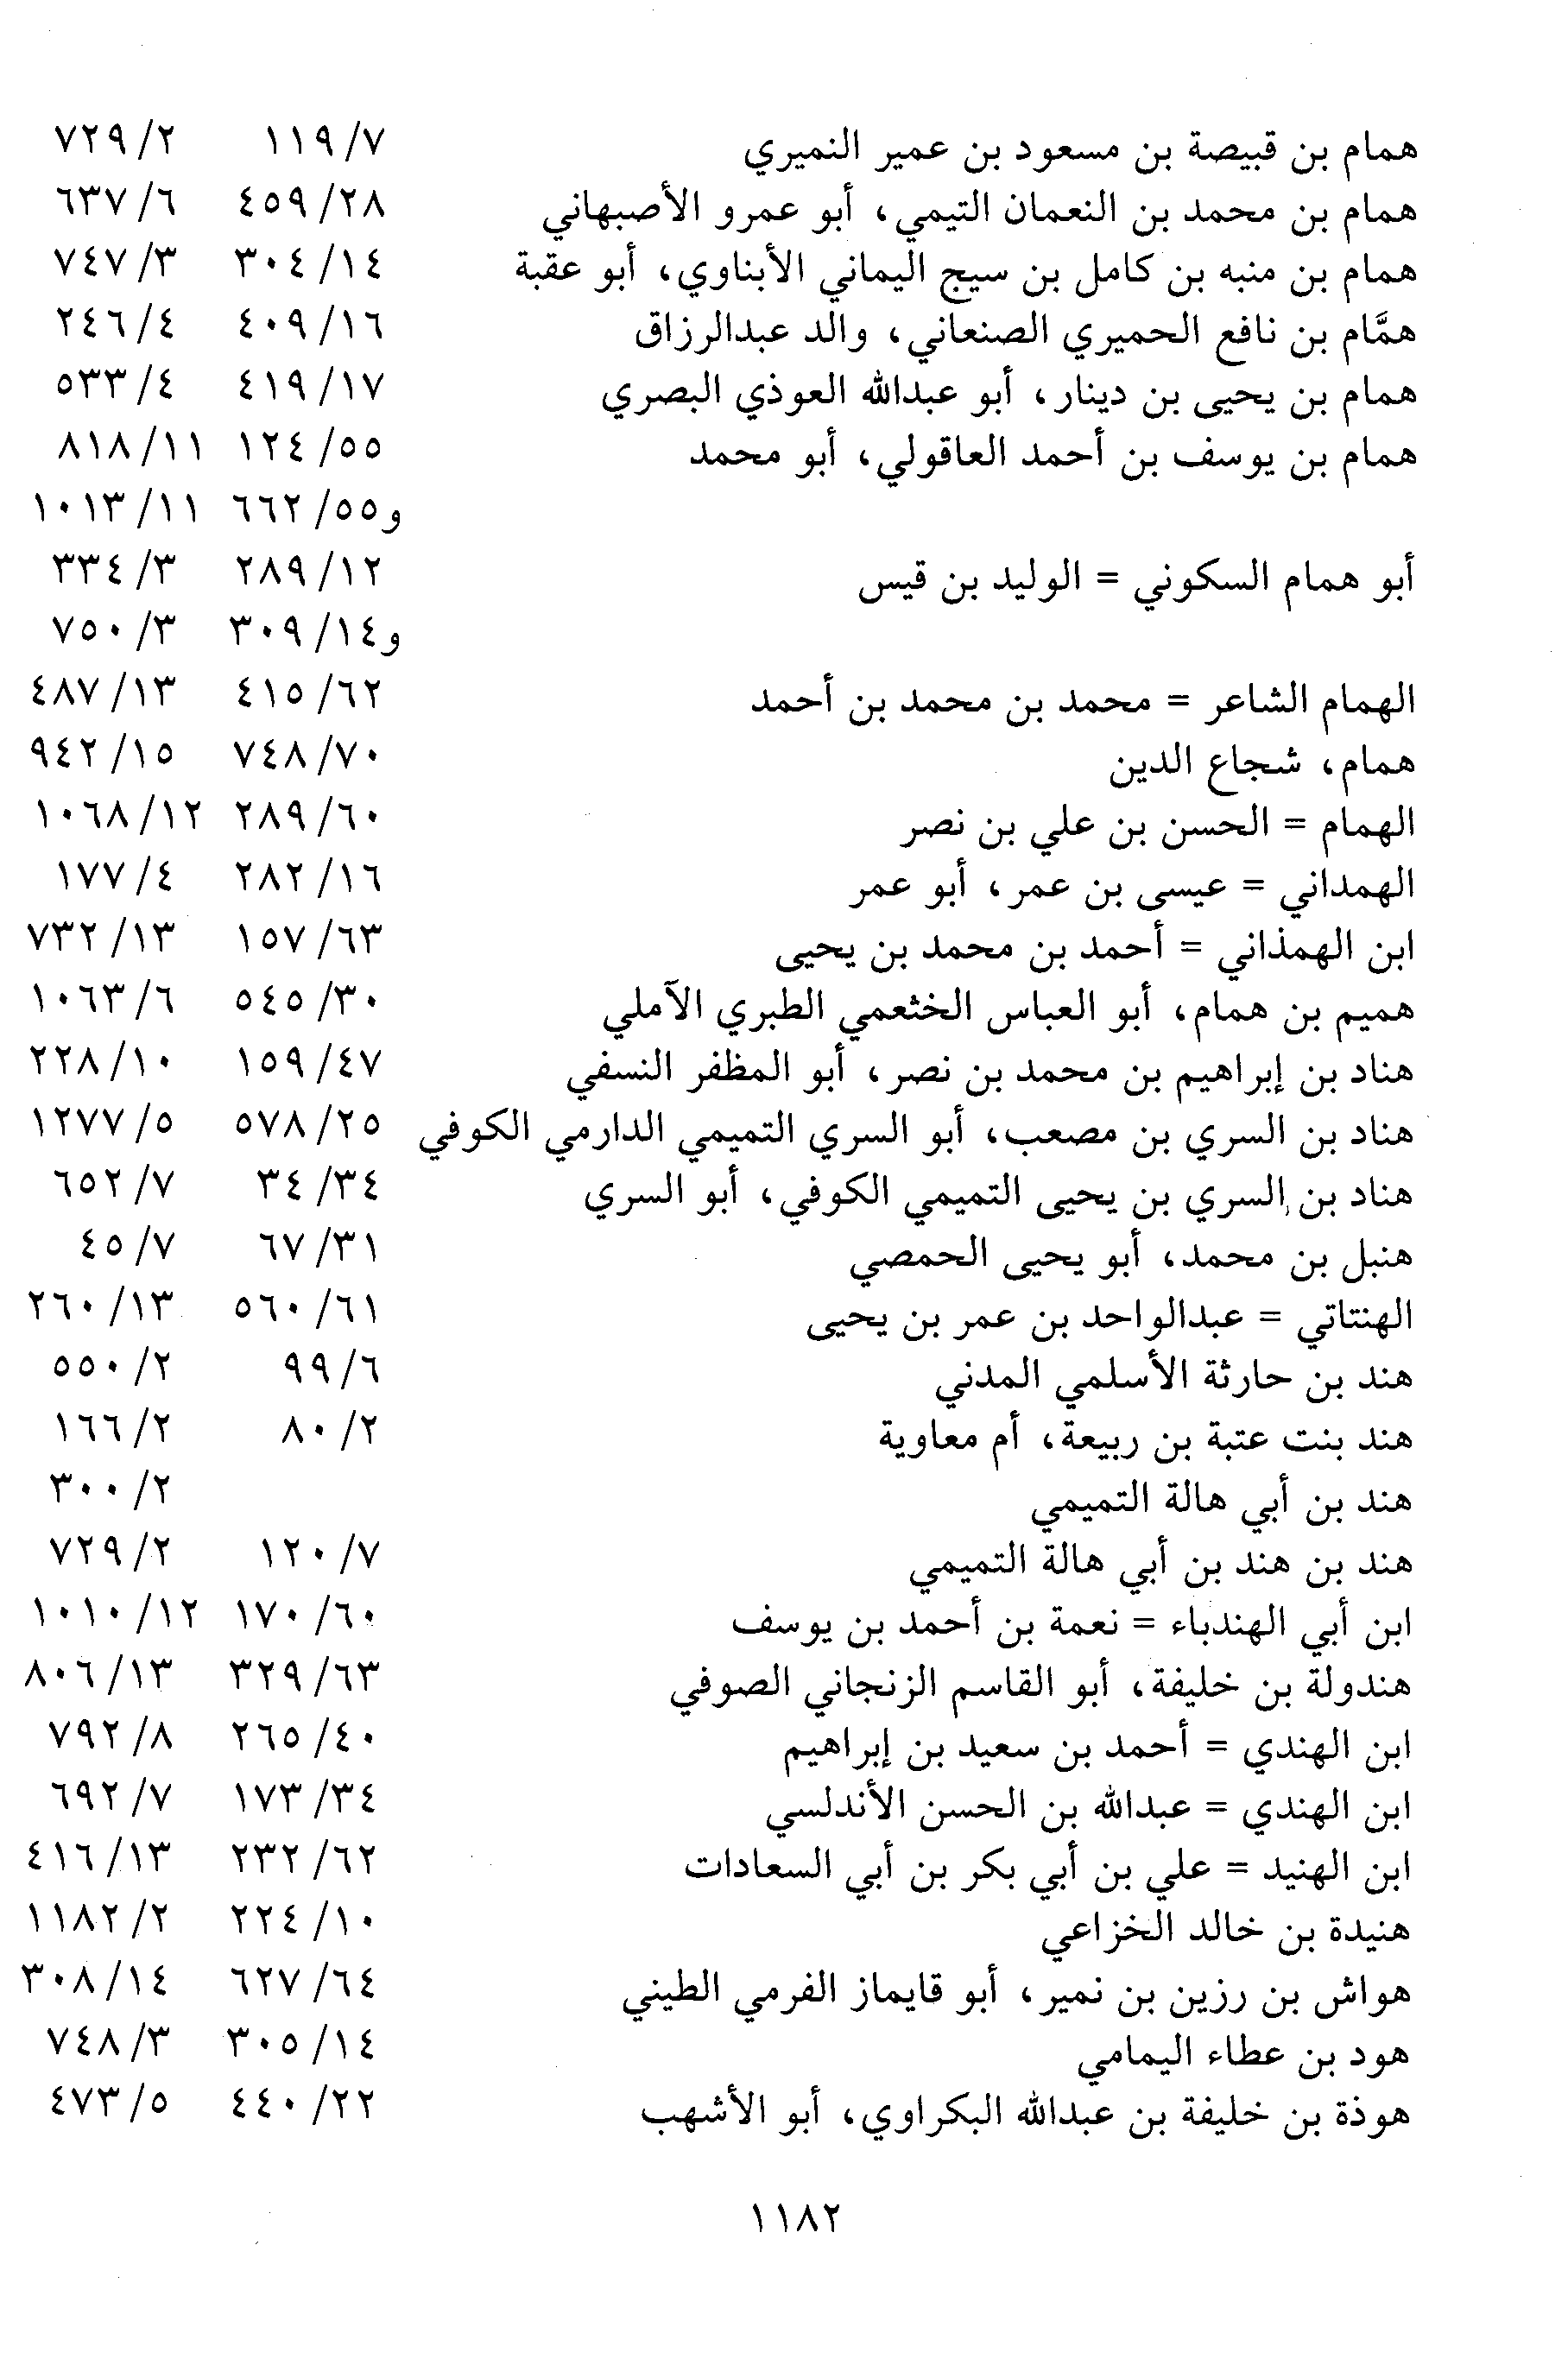 همام بن قبيصة بن مسعود بن عمير النميري ٧/ ١١٩ ٢/ ٧٢٩
همام بن محمد بن النعمان التيمي، أبو عمرو الأصبهاني ٢٨/ ٤٥٩ ٦/ ٦٣٧
همام بن منبه بن كامل بن سيج اليماني الأبناوي، أبو عقبة ١٤/ ٣٠٤ ٣/ ٧٤٧
همَّام بن نافع الحميري الصنعاني، والد عبدالرزاق ١٦/ ٤٠٩ ٤/ ٢٤٦
همام بن يحيى بن دينار، أبو عبدالله العوذي البصري ١٧/ ٤١٩ ٤/ ٥٣٣
همام بن يوسف بن أحمد العاقولي، أبو محمد ٥٥/ ١٢٤ ١١/ ٨١٨
و٥٥/ ٦٦٢ ١١/ ١٠١٣
أبو همام السكوني = الوليد بن قيس ١٢/ ٢٨٩ ٣/ ٣٣٤
و١٤/ ٣٠٩ ٣/ ٧٥٠
الهمام الشاعر = محمد بن محمد بن أحمد ٦٢/ ٤١٥ ١٣/ ٤٨٧
همام، شجاع الدين ٧٠/ ٧٤٨ ١٥/ ٩٤٢
الهمام = الحسن بن علي بن نصر ٦٠/ ٢٨٩ ١٢/ ١٠٦٨
الهمداني = عيسى بن عمر، أبو عمر ١٦/ ٢٨٢ ٤/ ١٧٧
ابن الهمذاني = أحمد بن محمد بن يحيى ٦٣/ ١٥٧ ١٣/ ٧٣٢
هميم بن همام، أبو العباس الخثعمي الطبري الآملي ٣٠/ ٥٤٥ ٦/ ١٠٦٣
هناد بن إبراهيم بن محمد بن نصر، أبو المظفر النسفي ٤٧/ ١٥٩ ١٠/ ٢٢٨
هناد بن السري بن مصعب، أبو السري التميمي الدارمي الكوفي ٢٥/ ٥٧٨ ٥/ ١٢٧٧
هناد بن السري بن يحيى التميمي الكوفي، أبو السري ٣٤/ ٣٤ ٧/ ٦٥٢
هنبل بن محمد، أبو يحيى الحمصي ٣١/ ٦٧ ٧/ ٤٥
الهنتاتي = عبدالواحد بن عمر بن يحيى ٦١/ ٥٦٠ ١٣/ ٢٦٠
هند بن حارثة الأسلمي المدني ٦/ ٩٩ ٢/ ٥٥٠
هند بنت عتبة بن ربيعة، أم معاوية ٢/ ٨٠ ٢/ ١٦٦
هند بن أبي هالة التميمي ٢/ ٣٠٠
هند بن هند بن أبي هالة التميمي ٧/ ١٢٠ ٢/ ٧٢٩
ابن أبي الهندباء = نعمة بن أحمد بن يوسف ٦٠/ ١٧٠ ١٢/ ١٠١٠
هندولة بن خليفة، أبو القاسم الزنجاني الصوفي ٦٣/ ٣٢٩ ١٣/ ٨٠٦
ابن الهندي = أحمد بن سعيد بن إبراهيم ٤٠/ ٢٦٥ ٨/ ٧٩٢
ابن الهندي = عبدالله بن الحسن الأندلسي ٣٤/ ١٧٣ ٧/ ٦٩٢
ابن الهنيد = علي بن أبي بكر بن أبي السعادات ٦٢/ ٢٣٢ ١٣/ ٤١٦
هنيدة بن خالد الخزاعي ١٠/ ٢٢٤ ٢/ ١١٨٢
هواش بن رزين بن نمير، أبو قايماز الفرمي الطيني ٦٤/ ٦٢٧ ١٤/ ٣٠٨
هود بن عطاء اليمامي ١٤/ ٣٠٥ ٣/ ٧٤٨
هوذة بن خليفة بن عبدالله البكراوي، أبو الأشهب ٢٢/ ٤٤٠ ٥/ ٤٧٣
١١٨٢